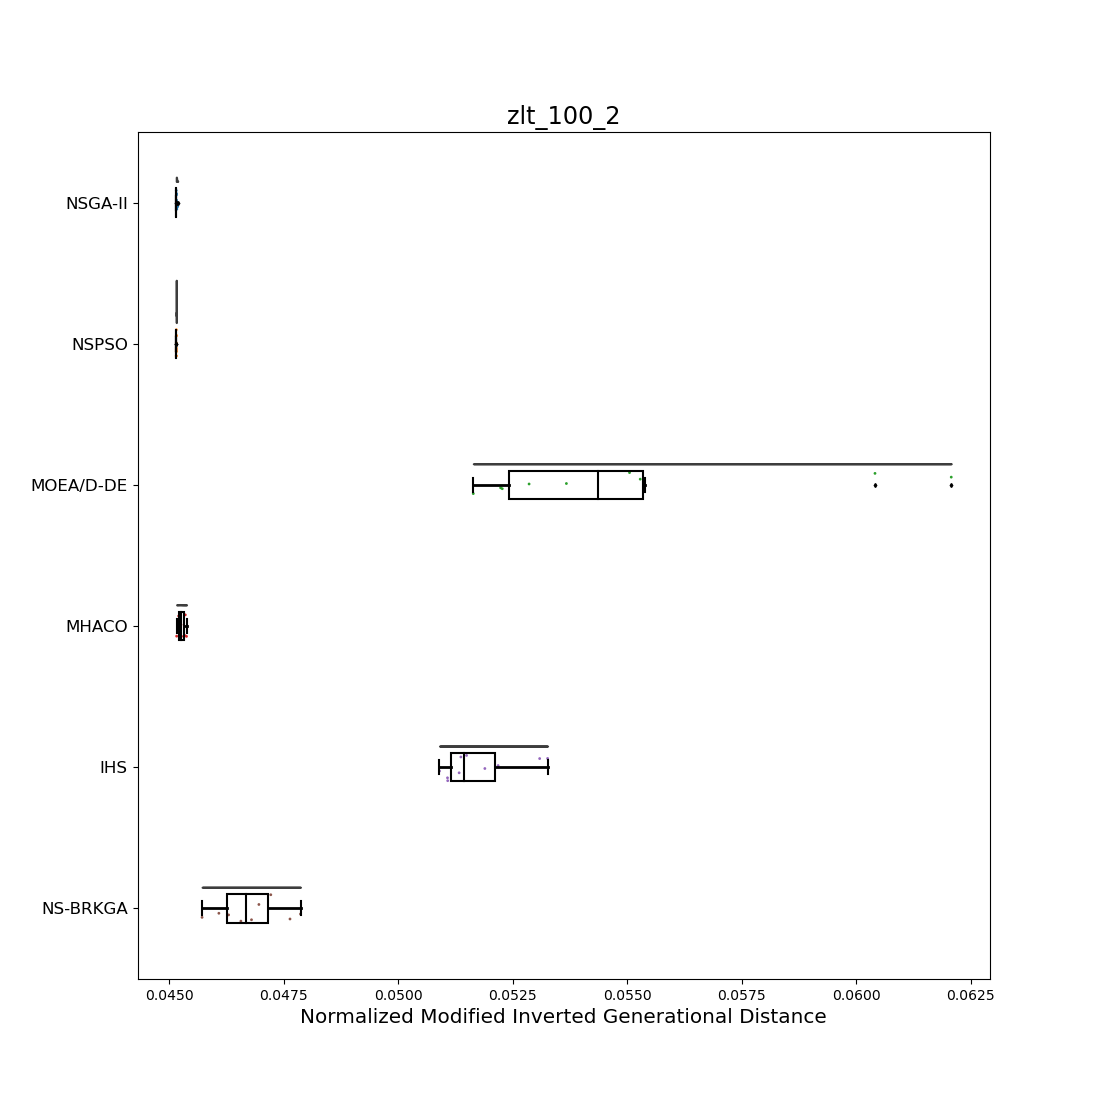 zlt_100_2
NSGA-II
NSPSO
MOEA/D-DE
MHACO
IHS
NS-BRKGA
0.0450 0.0475 0.0500 0.0525 0.0550 0.0575 0.0600 0.0625
Normalized Modified Inverted Generational Distance